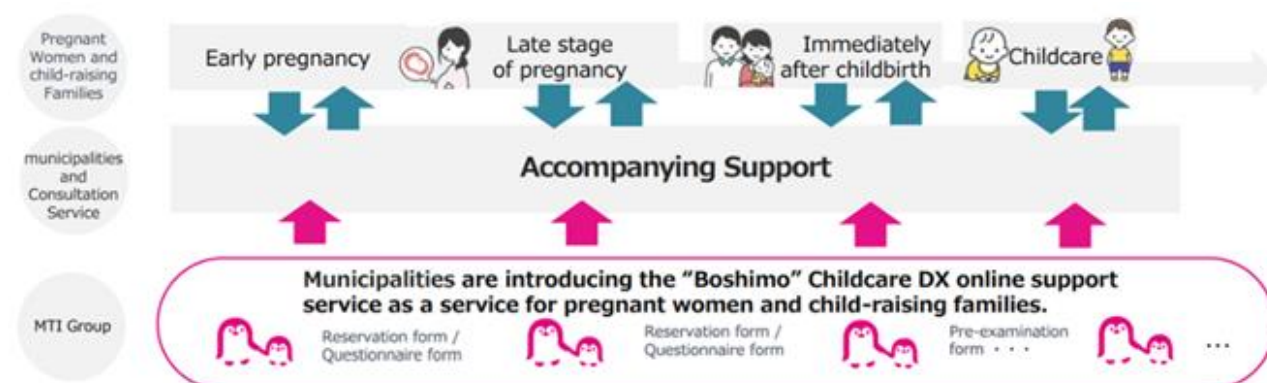 Pregnant
Women and
child-raising
Families
Early pregnancy
Late stage
of pregnancy
Immediately
after childbirth
Childcare
municipalities
and
Consultation
Service
Accompanying Support
MTI Group
Municipalities are introducing the “Boshimo” Childcare DX online support
service as a service for pregnant women and child-raising families.
Reservation form /
Questionnaire form
Reservation form /
Questionnaire form
Pre-examination
form ・・・
...